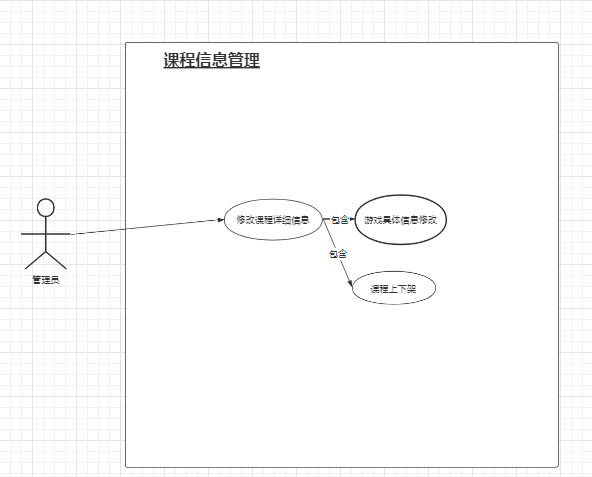 课程信息管理
修改课程详细信息
包含
游戏具体信息修改
包含
管理员
课程上下架